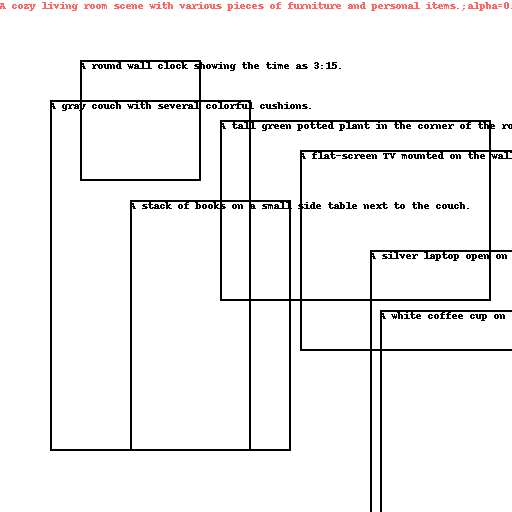 A cozy living room scene with various pieces of furniture and personal items.;alpha=0.
A round wall clock showing the time as 3:15.
A gray couch with several colorful cushions.
A tall green potted plant in the corner of the ro
A flat-screen TV mounted on the wall
A stack of books on a small side table next to the couch.
A silver laptop open on
A white coffee cup on